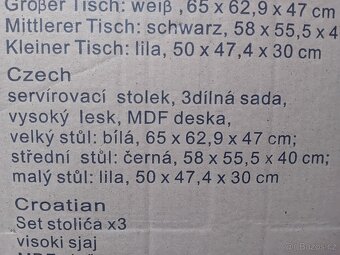 Großer Tisch: weiß ,65 x 62,9 x 47 cm
Mittlerer Tisch: schwarz, 58 x 55,5 x 4
Kleiner Tisch: lila, 50 x 47,4 x 30 cm
Czech
servírovací stolek, 3dílná sada,
vysoký lesk, MDF deska,
velký stůl: bílá, 65 x 62,9 x 47 cm;
střední stůl: černá, 58 x 55,5 x 40 cm;
malý stůl: lila, 50 x 47,4 x 30 cm
Croatian
Set stolića x3
visoki sjaj